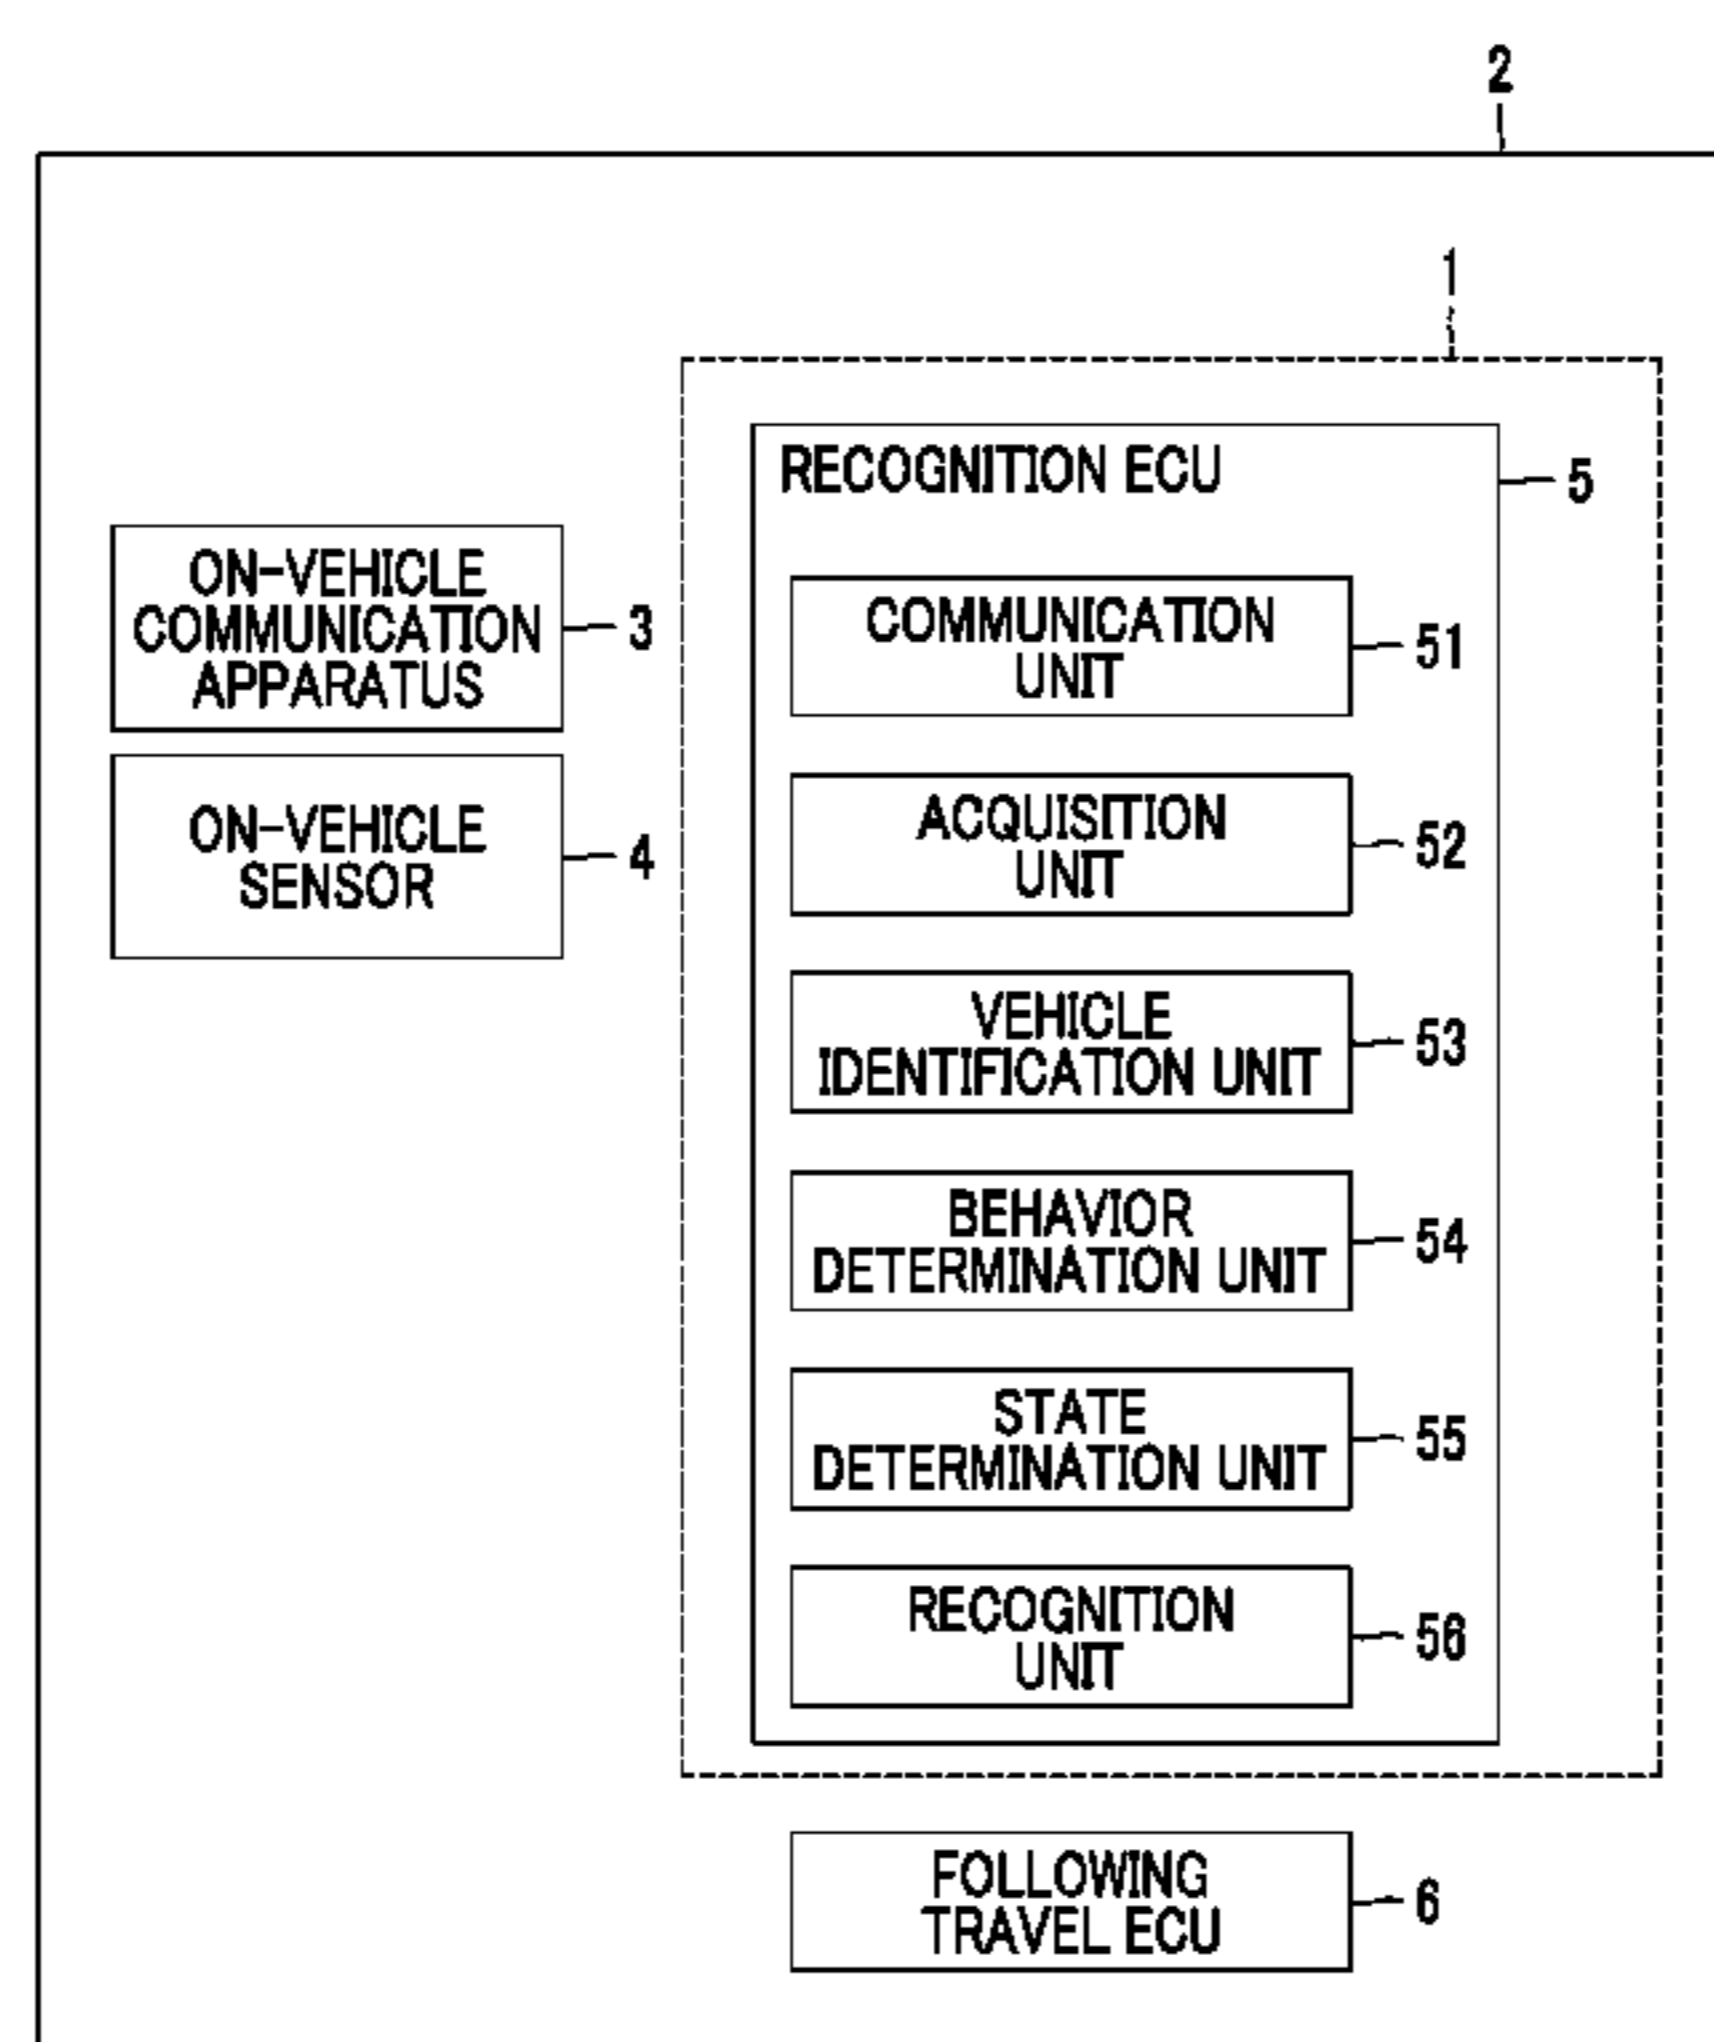 2
1
RECOGNITION ECU
5
ON-VEHICLE
COMMUNICATION
APPARATUS
3
ON-VEHICLE
SENSOR
4
COMMUNICATION
UNIT
51
ACQUISITION
UNIT
52
VEHICLE
IDENTIFICATION UNIT
53
BEHAVIOR
DETERMINATION UNIT
54
STATE
DETERMINATION UNIT
55
RECOGNITION
UNIT
56
FOLLOWING
TRAVEL ECU
6